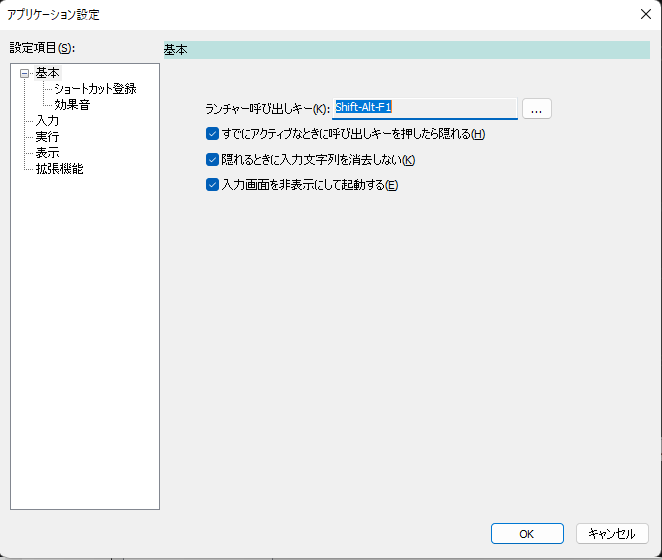 アプリケーション設定
設定項目(S):
基本
ショートカット登録
効果音
入力
実行
表示
拡張機能
基本
ランチャー呼び出しキー(K): Shift-Alt-F1 ...
すでにアクティブなときに呼び出しキーを押したら隠れる(H)
隠れるときに入力文字列を消去しない(K)
入力画面を非表示にして起動する(E)
OK キャンセル